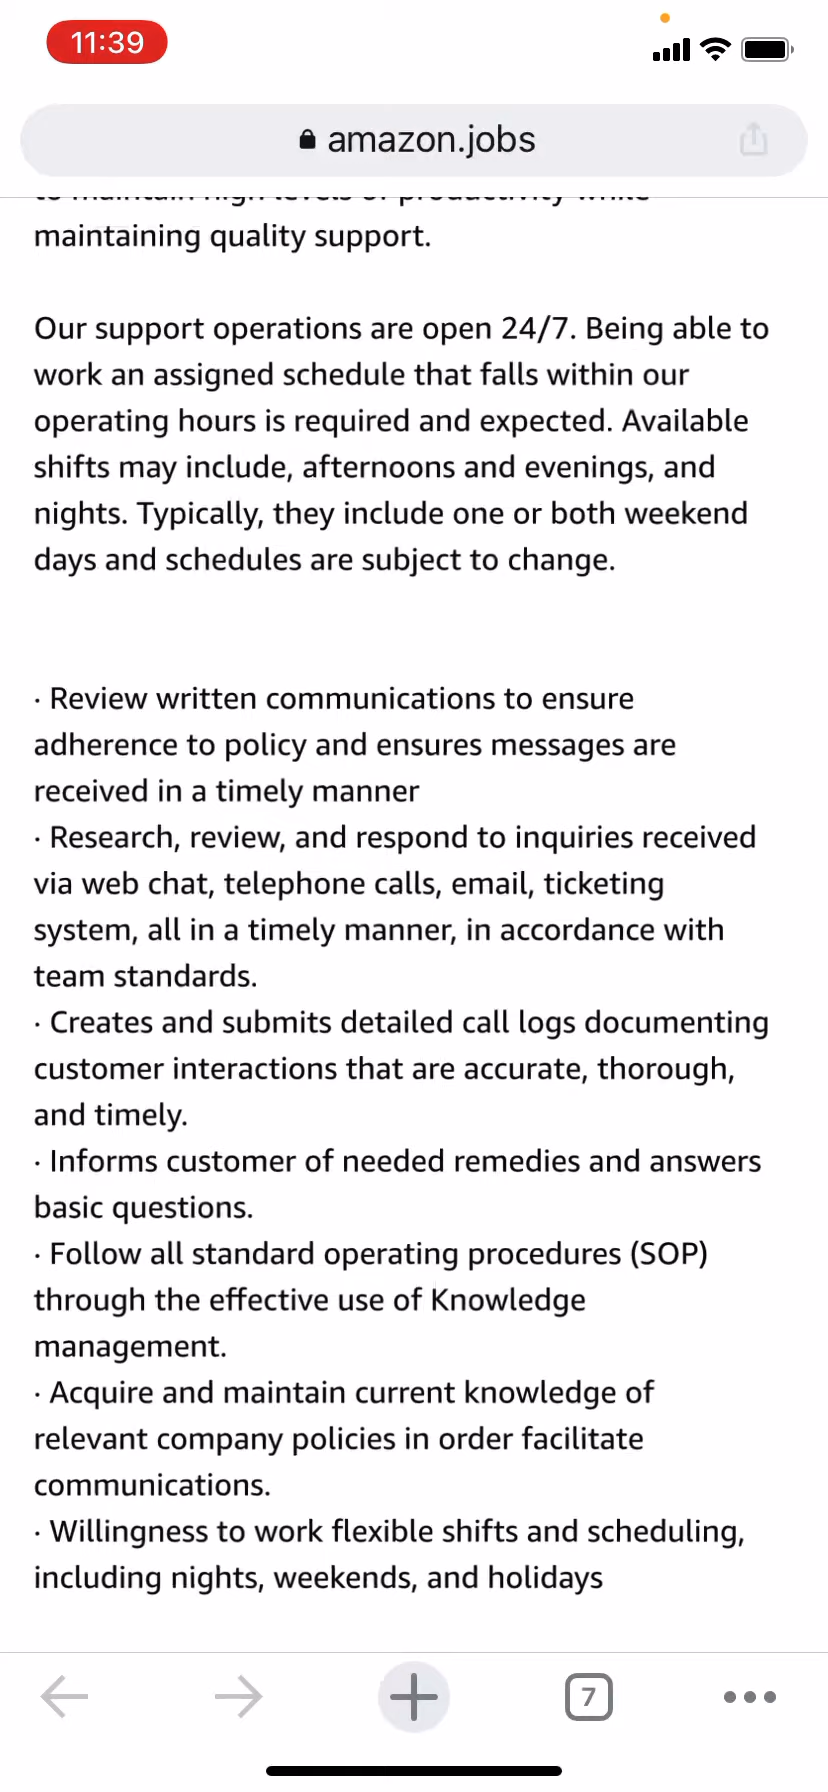 11:39
amazon.jobs
to maintain high levels of productivity while
maintaining quality support.
Our support operations are open 24/7. Being able to
work an assigned schedule that falls within our
operating hours is required and expected. Available
shifts may include, afternoons and evenings, and
nights. Typically, they include one or both weekend
days and schedules are subject to change.
· Review written communications to ensure
adherence to policy and ensures messages are
received in a timely manner
· Research, review, and respond to inquiries received
via web chat, telephone calls, email, ticketing
system, all in a timely manner, in accordance with
team standards.
· Creates and submits detailed call logs documenting
customer interactions that are accurate, thorough,
and timely.
· Informs customer of needed remedies and answers
basic questions.
· Follow all standard operating procedures (SOP)
through the effective use of Knowledge
management.
· Acquire and maintain current knowledge of
relevant company policies in order facilitate
communications.
· Willingness to work flexible shifts and scheduling,
including nights, weekends, and holidays
7